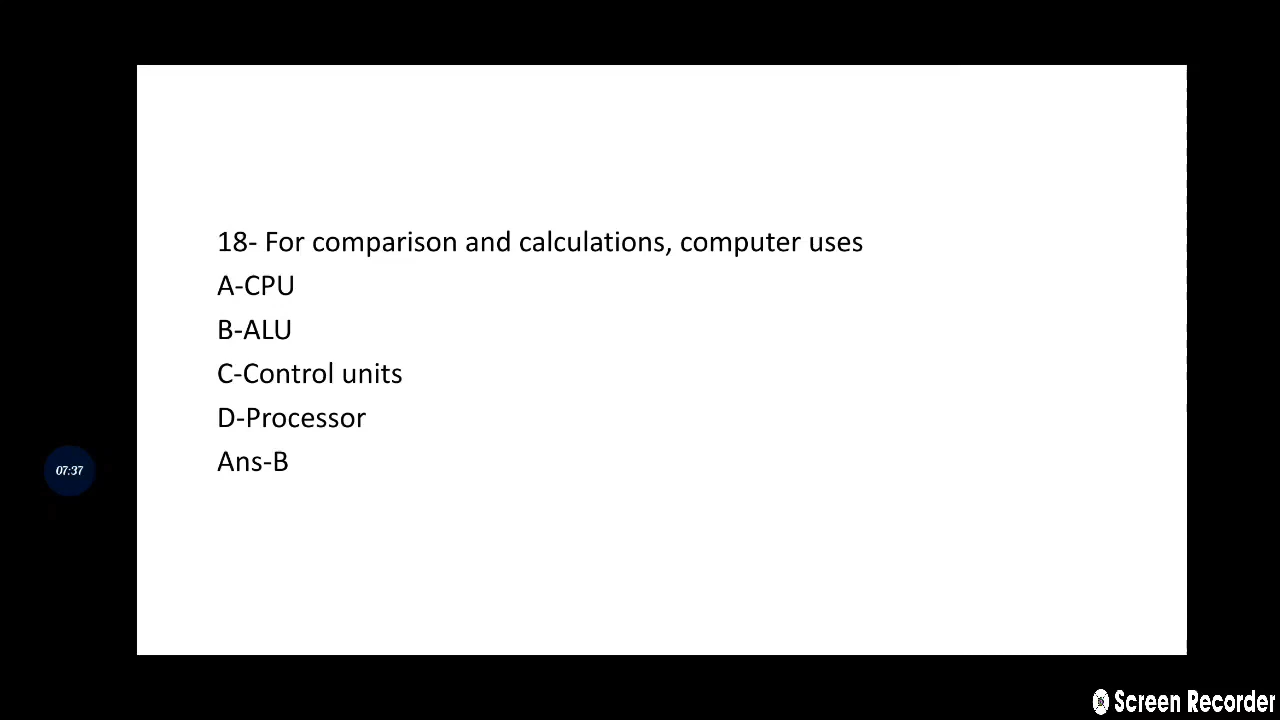 18- For comparison and calculations, computer uses
A-CPU
B-ALU
C-Control units
D-Processor
Ans-B
07:37
Screen Recorder